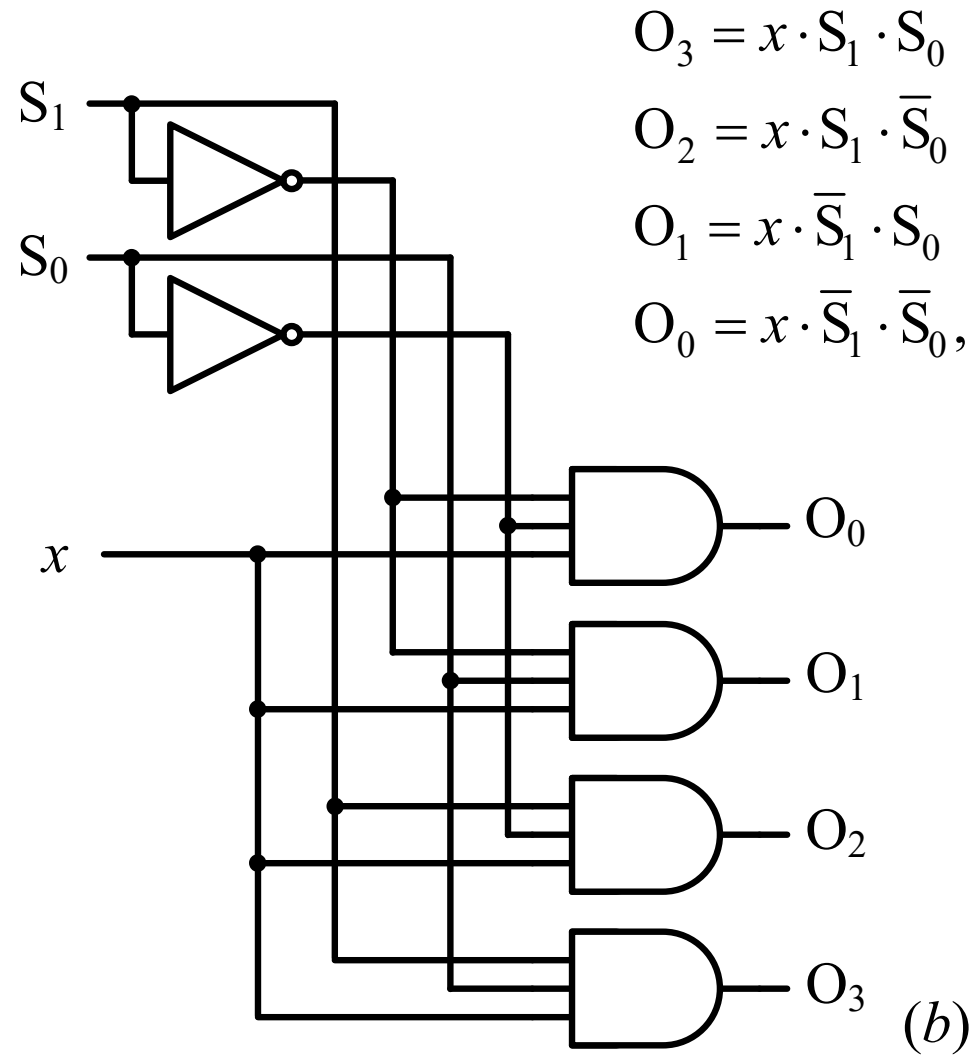 O₃ = x · S₁ · S₀
S₁
O₂ = x · S₁ · S̅₀
O₁ = x · S̅₁ · S₀
S₀
O₀ = x · S̅₁ · S̅₀,
O₀
x
O₁
O₂
O₃
(b)